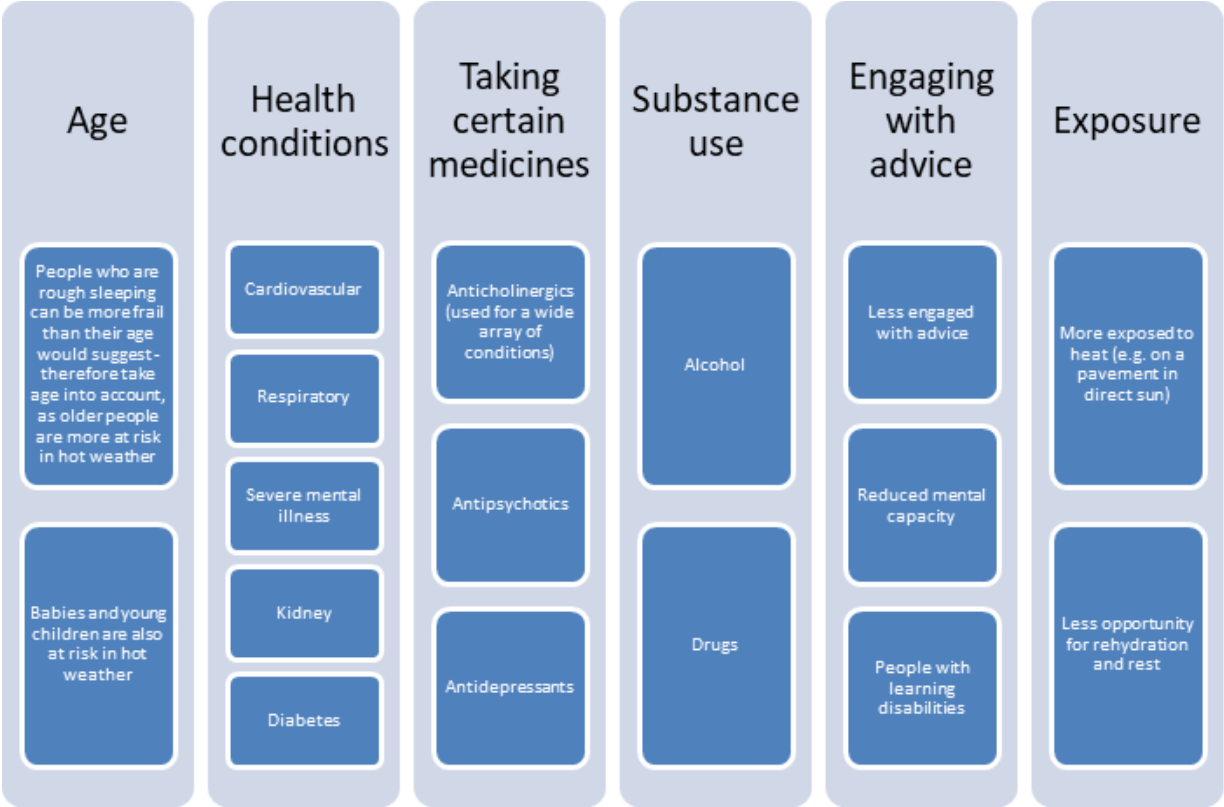 Age
People who are
rough sleeping
can be more frail
than their age
would suggest -
therefore take
age into account,
as older people
are more at risk
in hot weather
Babies and young
children are also
at risk in hot
weather
Health
conditions
Cardiovascular
Respiratory
Severe mental
illness
Kidney
Diabetes
Taking
certain
medicines
Anticholinergics
(used for a wide
array of
conditions)
Antipsychotics
Antidepressants
Substance
use
Alcohol
Drugs
Engaging
with
advice
Less engaged
with advice
Reduced mental
capacity
People with
learning
disabilities
Exposure
More exposed to
heat (e.g. on a
pavement in
direct sun)
Less opportunity
for rehydration
and rest